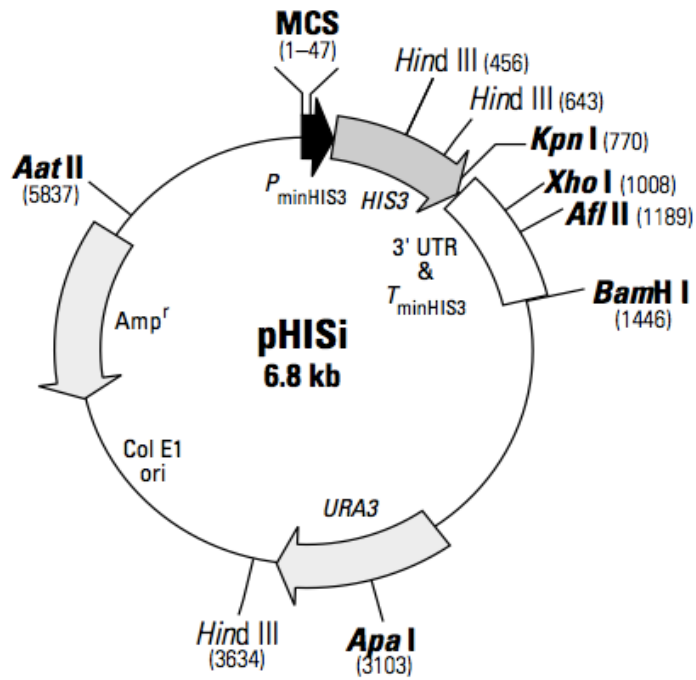 MCS
(1–47)
Hind III (456)
Hind III (643)
Kpn I (770)
Xho I (1008)
Afl II (1189)
BamH I
(1446)
Aat II
(5837)
PminHIS3
HIS3
3' UTR
&
TminHIS3
Ampr
pHISi
6.8 kb
Col E1
ori
URA3
Hind III
(3634)
Apa I
(3103)